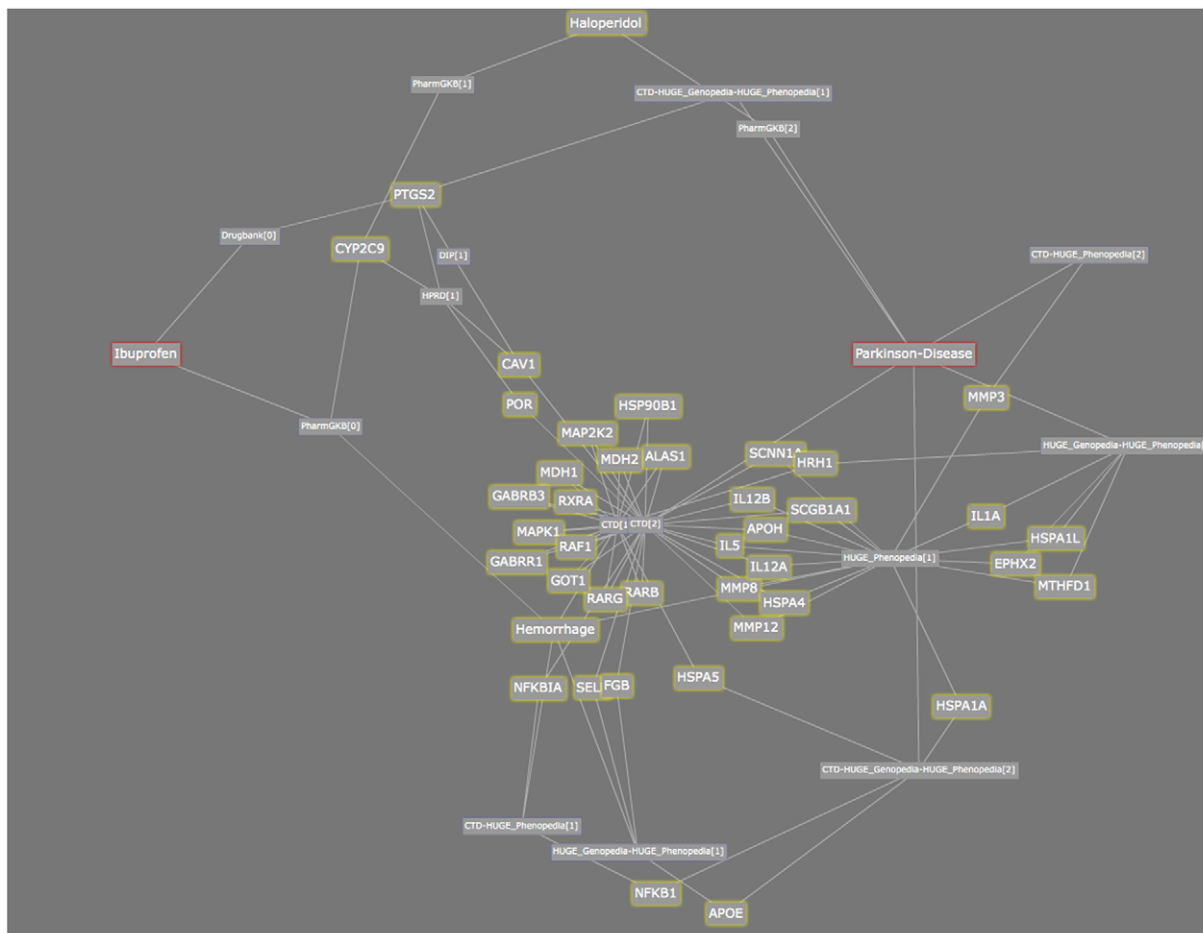 Haloperidol
PharmGKB[1]
CTD-HUGE_Genopedia-HUGE_Phenopedia[1]
PharmGKB[2]
PTGS2
Drugbank[0]
CYP2C9
DIP[1]
CTD-HUGE_Phenopedia[2]
HPRD[1]
Ibuprofen
Parkinson-Disease
CAV1
MMP3
POR
HSP90B1
PharmGKB[0]
MAP2K2
HUGE_Genopedia-HUGE_Phenopedia[
SCNN1A
MDH2
ALAS1
HRH1
MDH1
GABRB3
RXRA
IL12B
SCGB1A1
IL1A
CTD[1
CTD[2]
MAPK1
APOH
HSPA1L
RAF1
IL5
HUGE_Phenopedia[1]
GABRR1
EPHX2
IL12A
GOT1
MTHFD1
MMP8
RARG
RARB
HSPA4
Hemorrhage
MMP12
HSPA5
NFKBIA
SEL
FGB
HSPA1A
CTD-HUGE_Genopedia-HUGE_Phenopedia[2]
CTD-HUGE_Phenopedia[1]
HUGE_Genopedia-HUGE_Phenopedia[1]
NFKB1
APOE